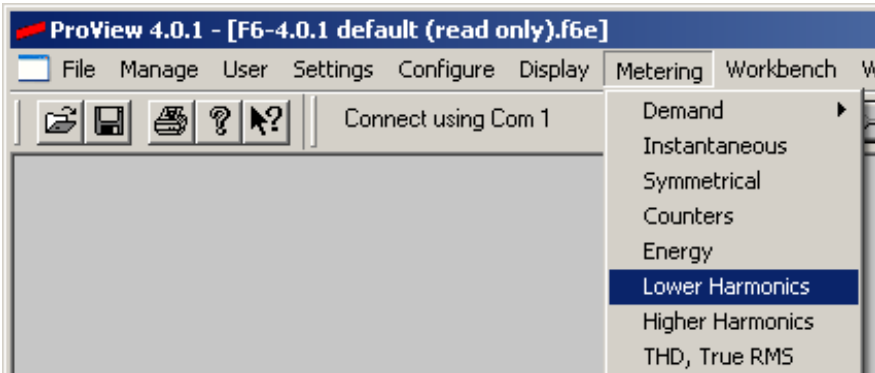 ProView 4.0.1 - [F6-4.0.1 default (read only).f6e]
File Manage User Settings Configure Display Metering Workbench
Connect using Com 1
Demand
Instantaneous
Symmetrical
Counters
Energy
Lower Harmonics
Higher Harmonics
THD, True RMS